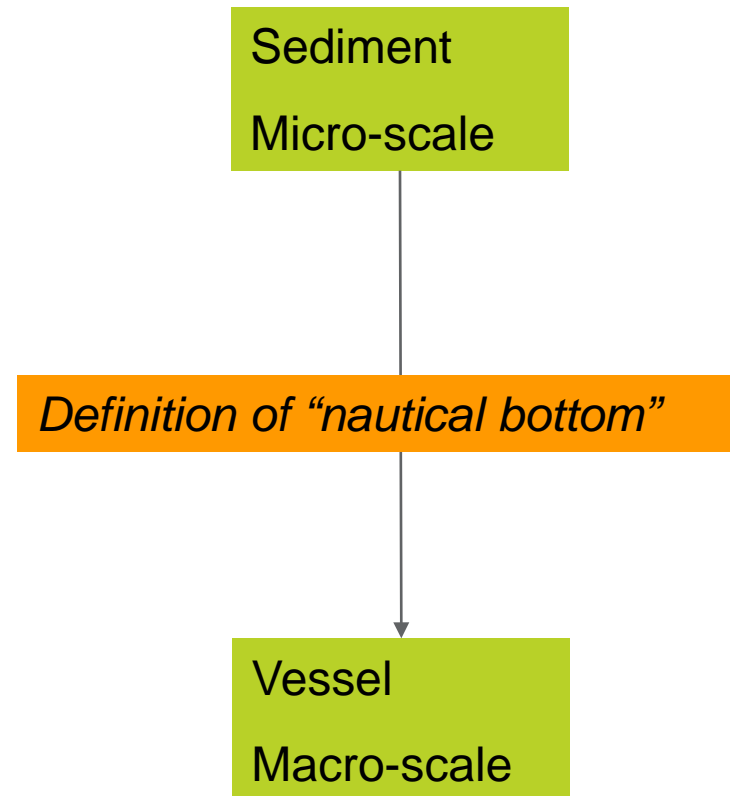 Sediment
Micro-scale
Definition of “nautical bottom”
Vessel
Macro-scale